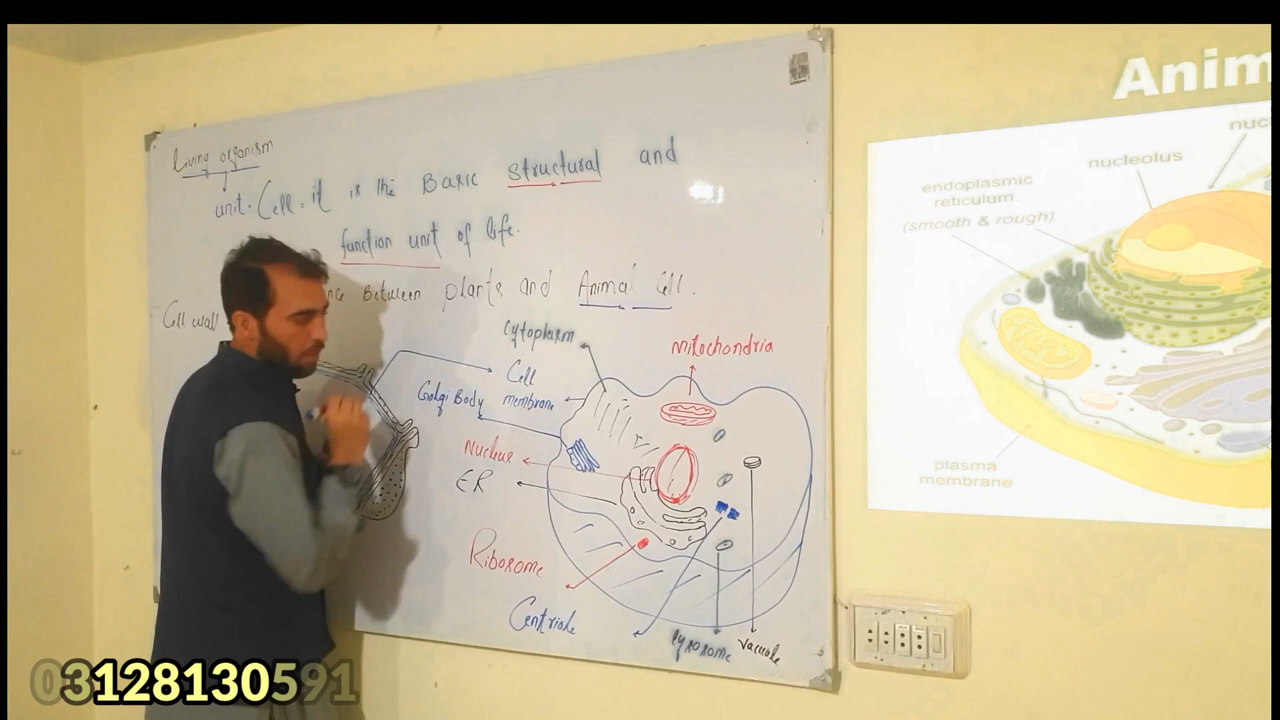 Living organism
unit. Cell. it is the Basic structural and
function unit of life.
Between plants and Animal Cell.
Cell wall
Cytoplasm
Mitochondria
Cell
membrane
Golgi Body
Nucleus
ER
Ribosome
Centriole
Lysosome
Vacuole
Anim
nuc
nucleolus
endoplasmic
reticulum
(smooth & rough)
plasma
membrane
03128130591